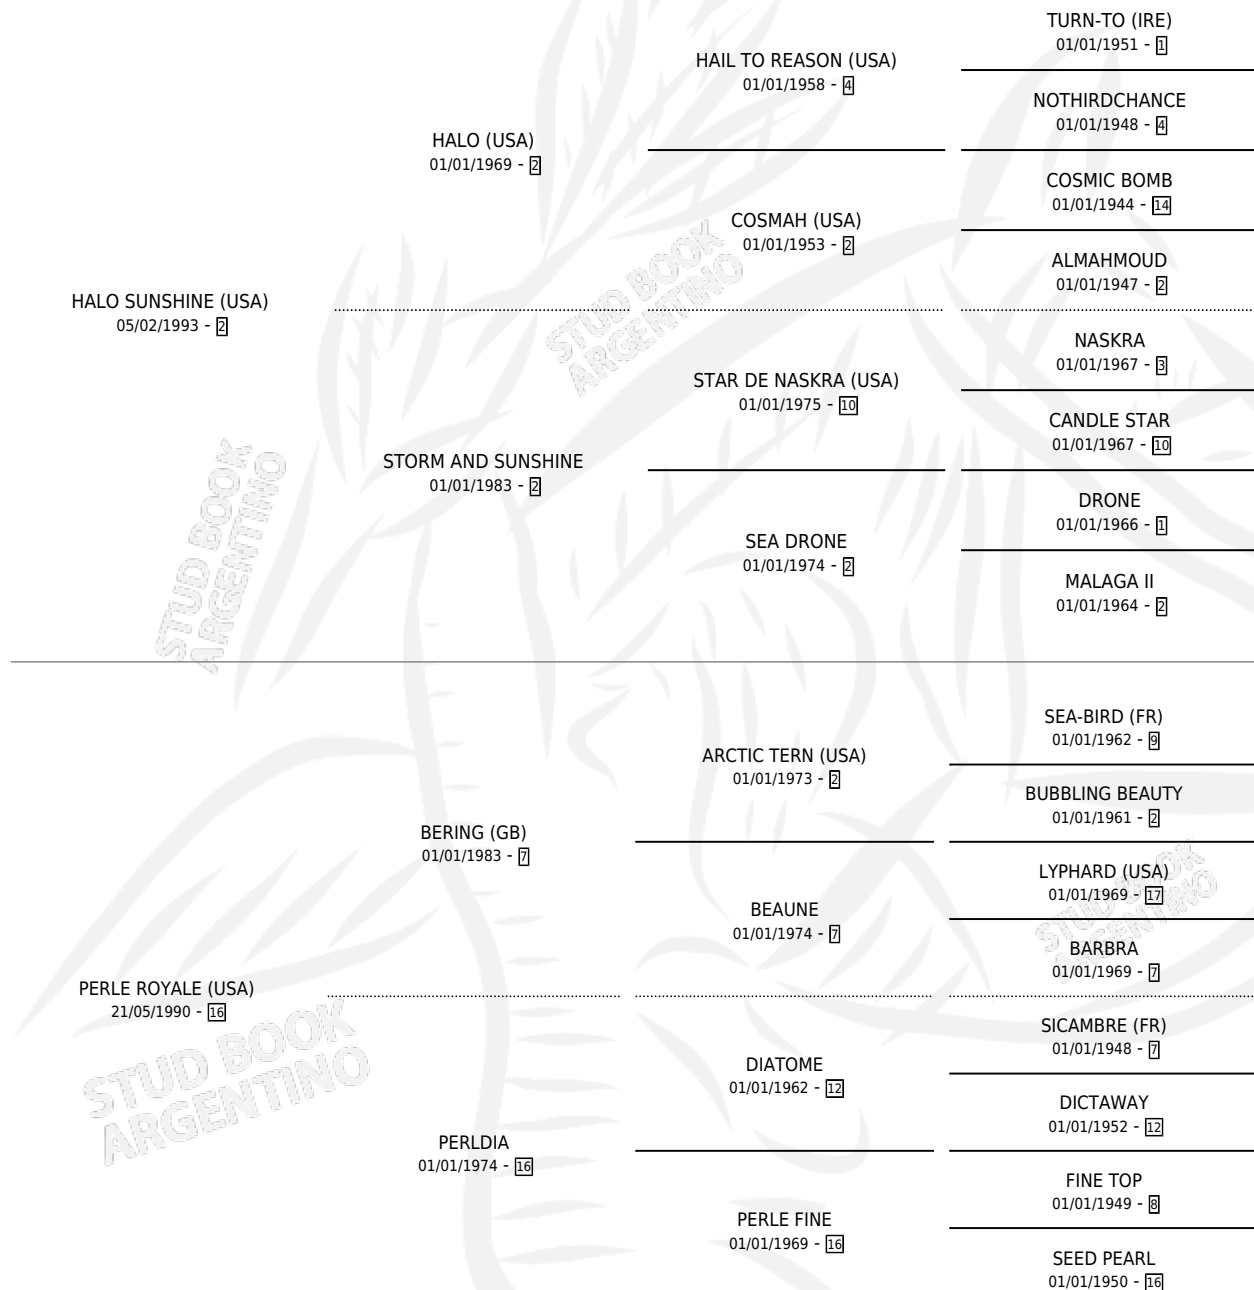 TURN-TO (IRE)
01/01/1951 - 1
HAIL TO REASON (USA)
01/01/1958 - 4
NOTHIRDCHANCE
01/01/1948 - 4
HALO (USA)
01/01/1969 - 2
COSMIC BOMB
01/01/1944 - 14
COSMAH (USA)
01/01/1953 - 2
ALMAHMOUD
01/01/1947 - 2
HALO SUNSHINE (USA)
05/02/1993 - 2
NASKRA
01/01/1967 - 3
STAR DE NASKRA (USA)
01/01/1975 - 10
CANDLE STAR
01/01/1967 - 10
STORM AND SUNSHINE
01/01/1983 - 2
DRONE
01/01/1966 - 1
SEA DRONE
01/01/1974 - 2
MALAGA II
01/01/1964 - 2
SEA-BIRD (FR)
01/01/1962 - 9
ARCTIC TERN (USA)
01/01/1973 - 2
BUBBLING BEAUTY
01/01/1961 - 2
BERING (GB)
01/01/1983 - 7
LYPHARD (USA)
01/01/1969 - 17
BEAUNE
01/01/1974 - 7
BARBRA
01/01/1969 - 7
PERLE ROYALE (USA)
21/05/1990 - 16
SICAMBRE (FR)
01/01/1948 - 7
DIATOME
01/01/1962 - 12
DICTAWAY
01/01/1952 - 12
PERLDIA
01/01/1974 - 16
FINE TOP
01/01/1949 - 8
PERLE FINE
01/01/1969 - 16
SEED PEARL
01/01/1950 - 16
STUD BOOK
ARGENTINO
STUD BOOK
ARGENTINO
STUD BOOK
ARGENTINO
STUD BOOK
ARGENTINO